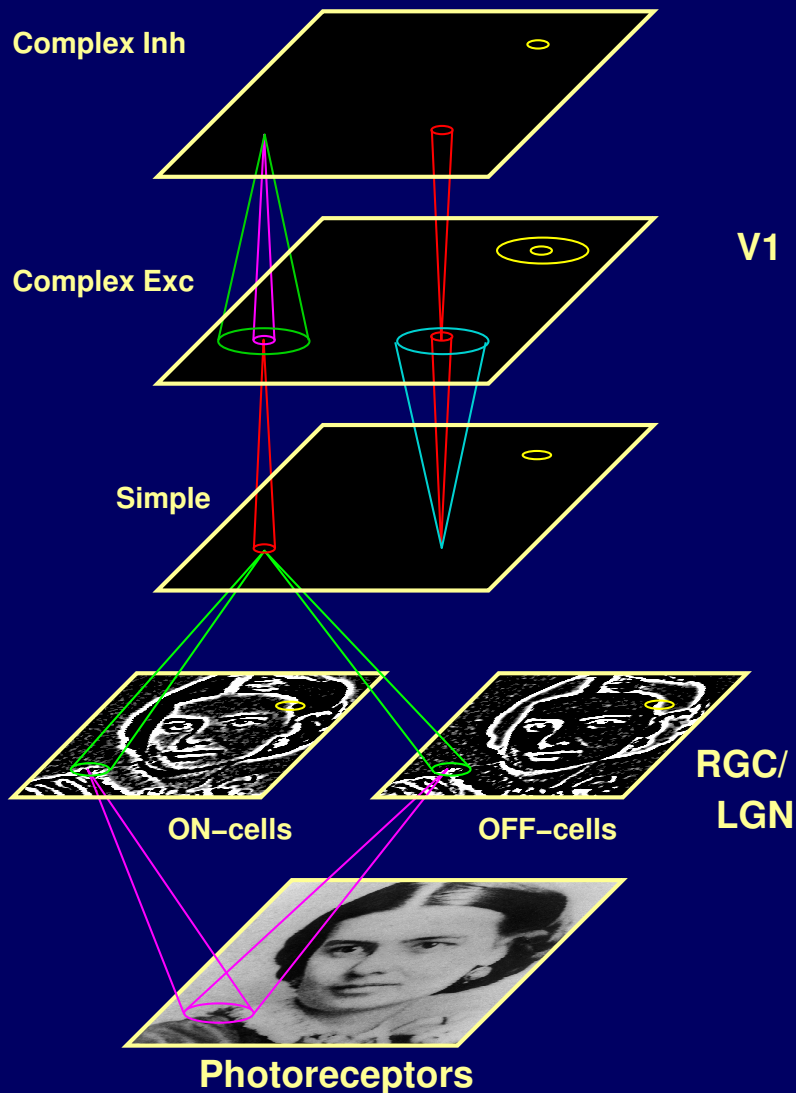 Complex Inh
V1
Complex Exc
Simple
RGC/
LGN
ON−cells
OFF−cells
Photoreceptors